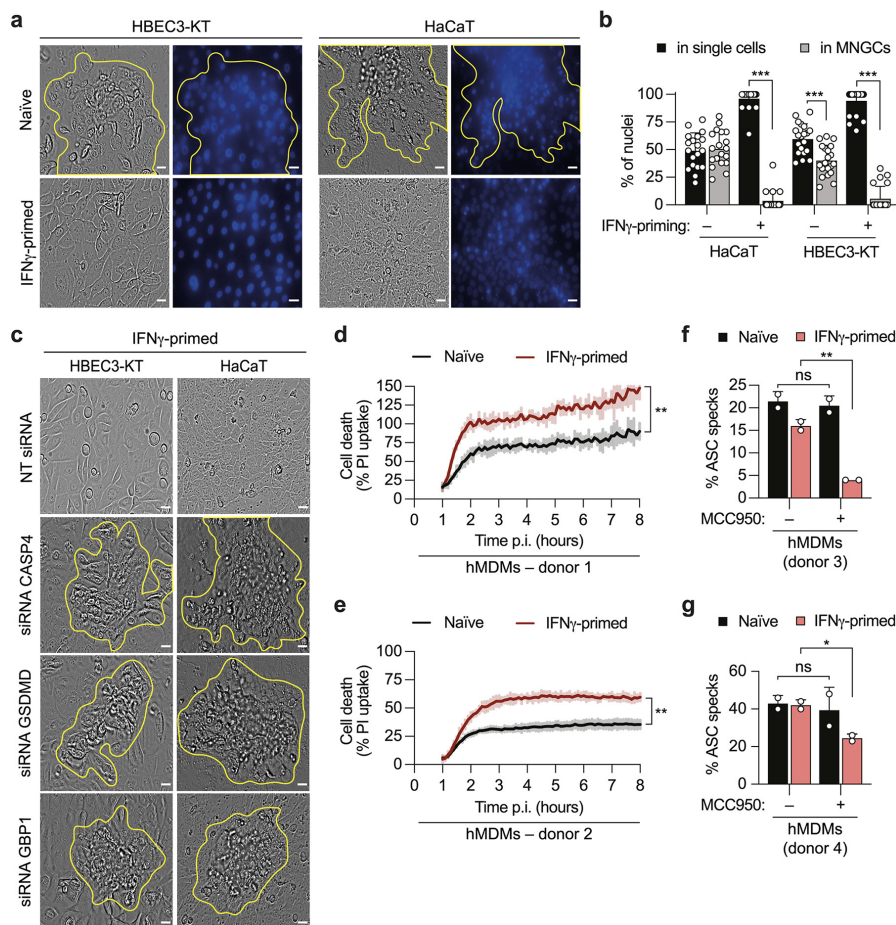 a
HBEC3-KT
HaCaT
Naïve
IFNγ-primed
b
in single cells
in MNGCs
% of nuclei
100
75
50
25
0
***
***
***
IFNγ-priming:
–
+
–
+
HaCaT
HBEC3-KT
c
IFNγ-primed
HBEC3-KT
HaCaT
NT siRNA
siRNA CASP4
siRNA GSDMD
siRNA GBP1
d
Naïve
IFNγ-primed
Cell death
(% PI uptake)
150
125
100
75
50
25
0
**
0 1 2 3 4 5 6 7 8
Time p.i. (hours)
hMDMs – donor 1
e
Naïve
IFNγ-primed
Cell death
(% PI uptake)
100
75
50
25
0
**
0 1 2 3 4 5 6 7 8
Time p.i. (hours)
hMDMs – donor 2
f
Naïve
IFNγ-primed
% ASC specks
25
20
15
10
5
0
**
ns
MCC950:
–
+
hMDMs
(donor 3)
g
Naïve
IFNγ-primed
% ASC specks
60
40
20
0
*
ns
MCC950:
–
+
hMDMs
(donor 4)